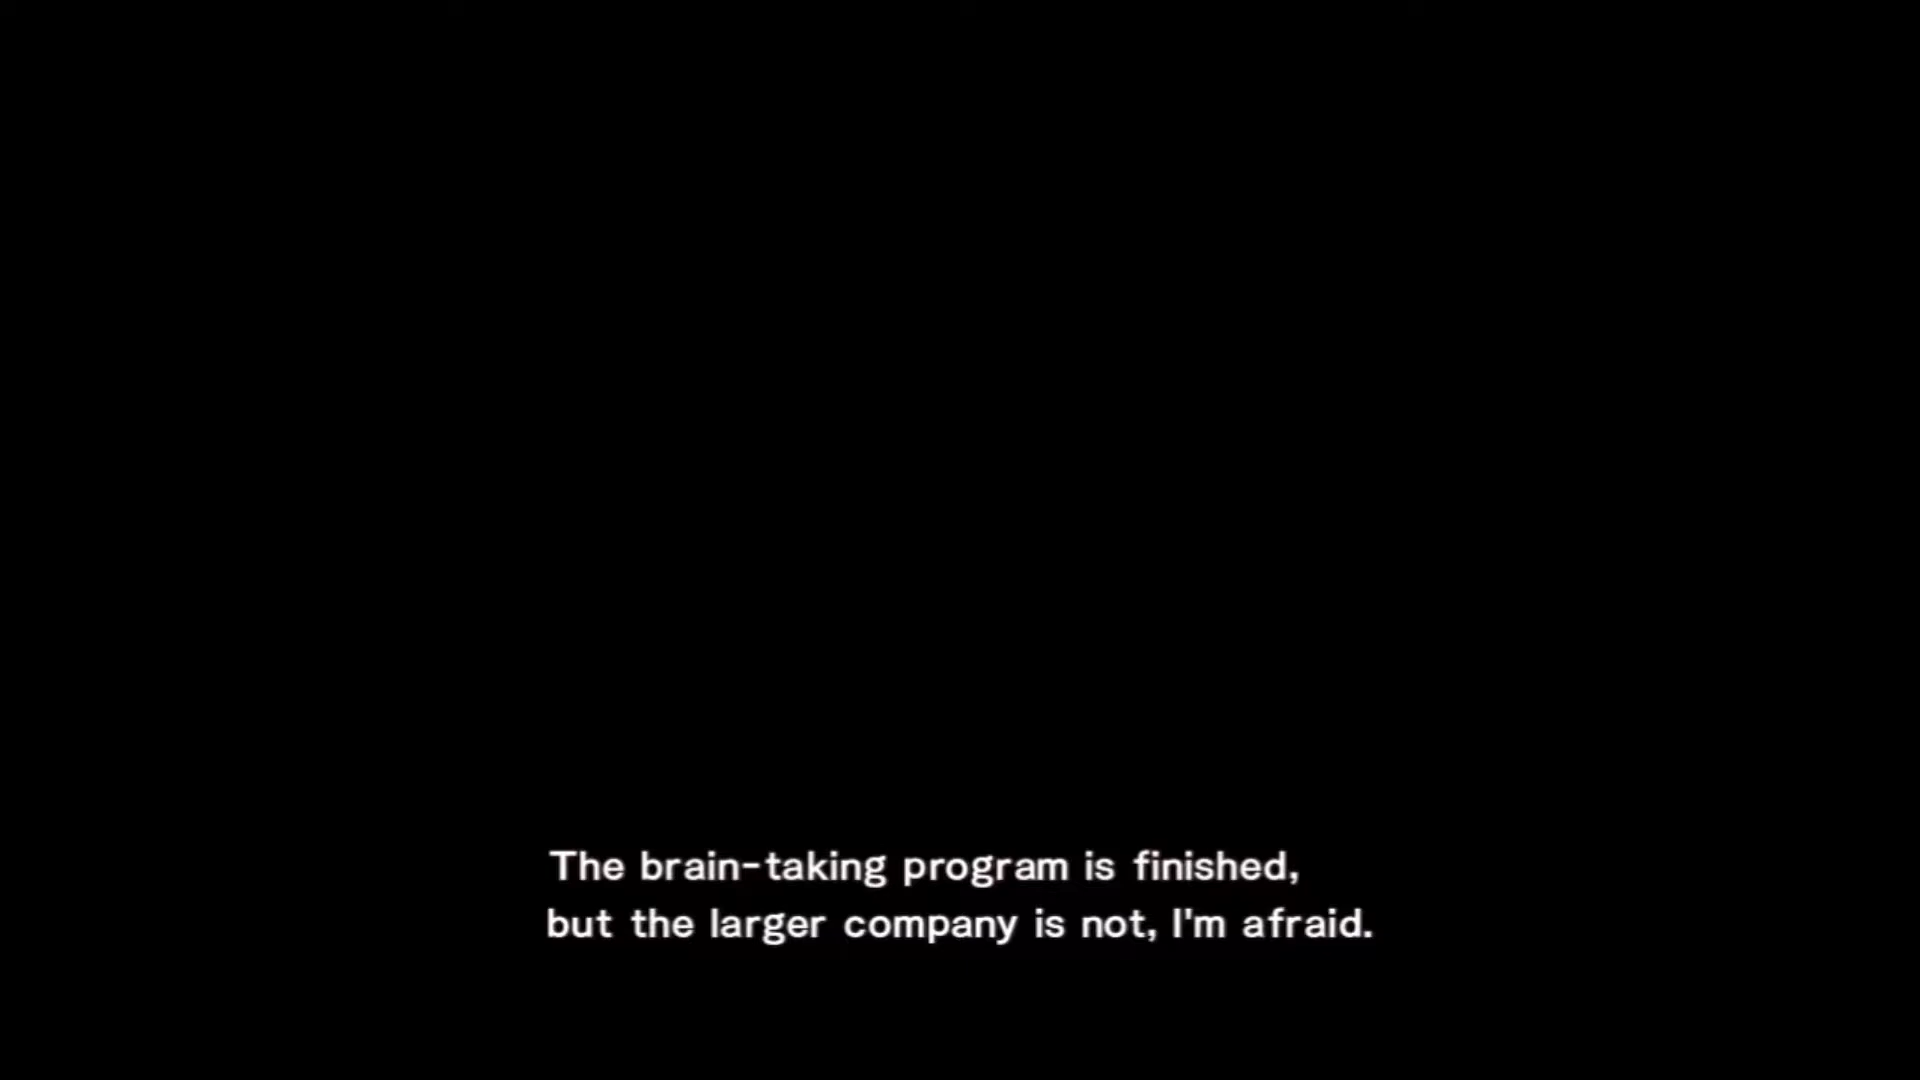 The brain-taking program is finished,
but the larger company is not, I'm afraid.